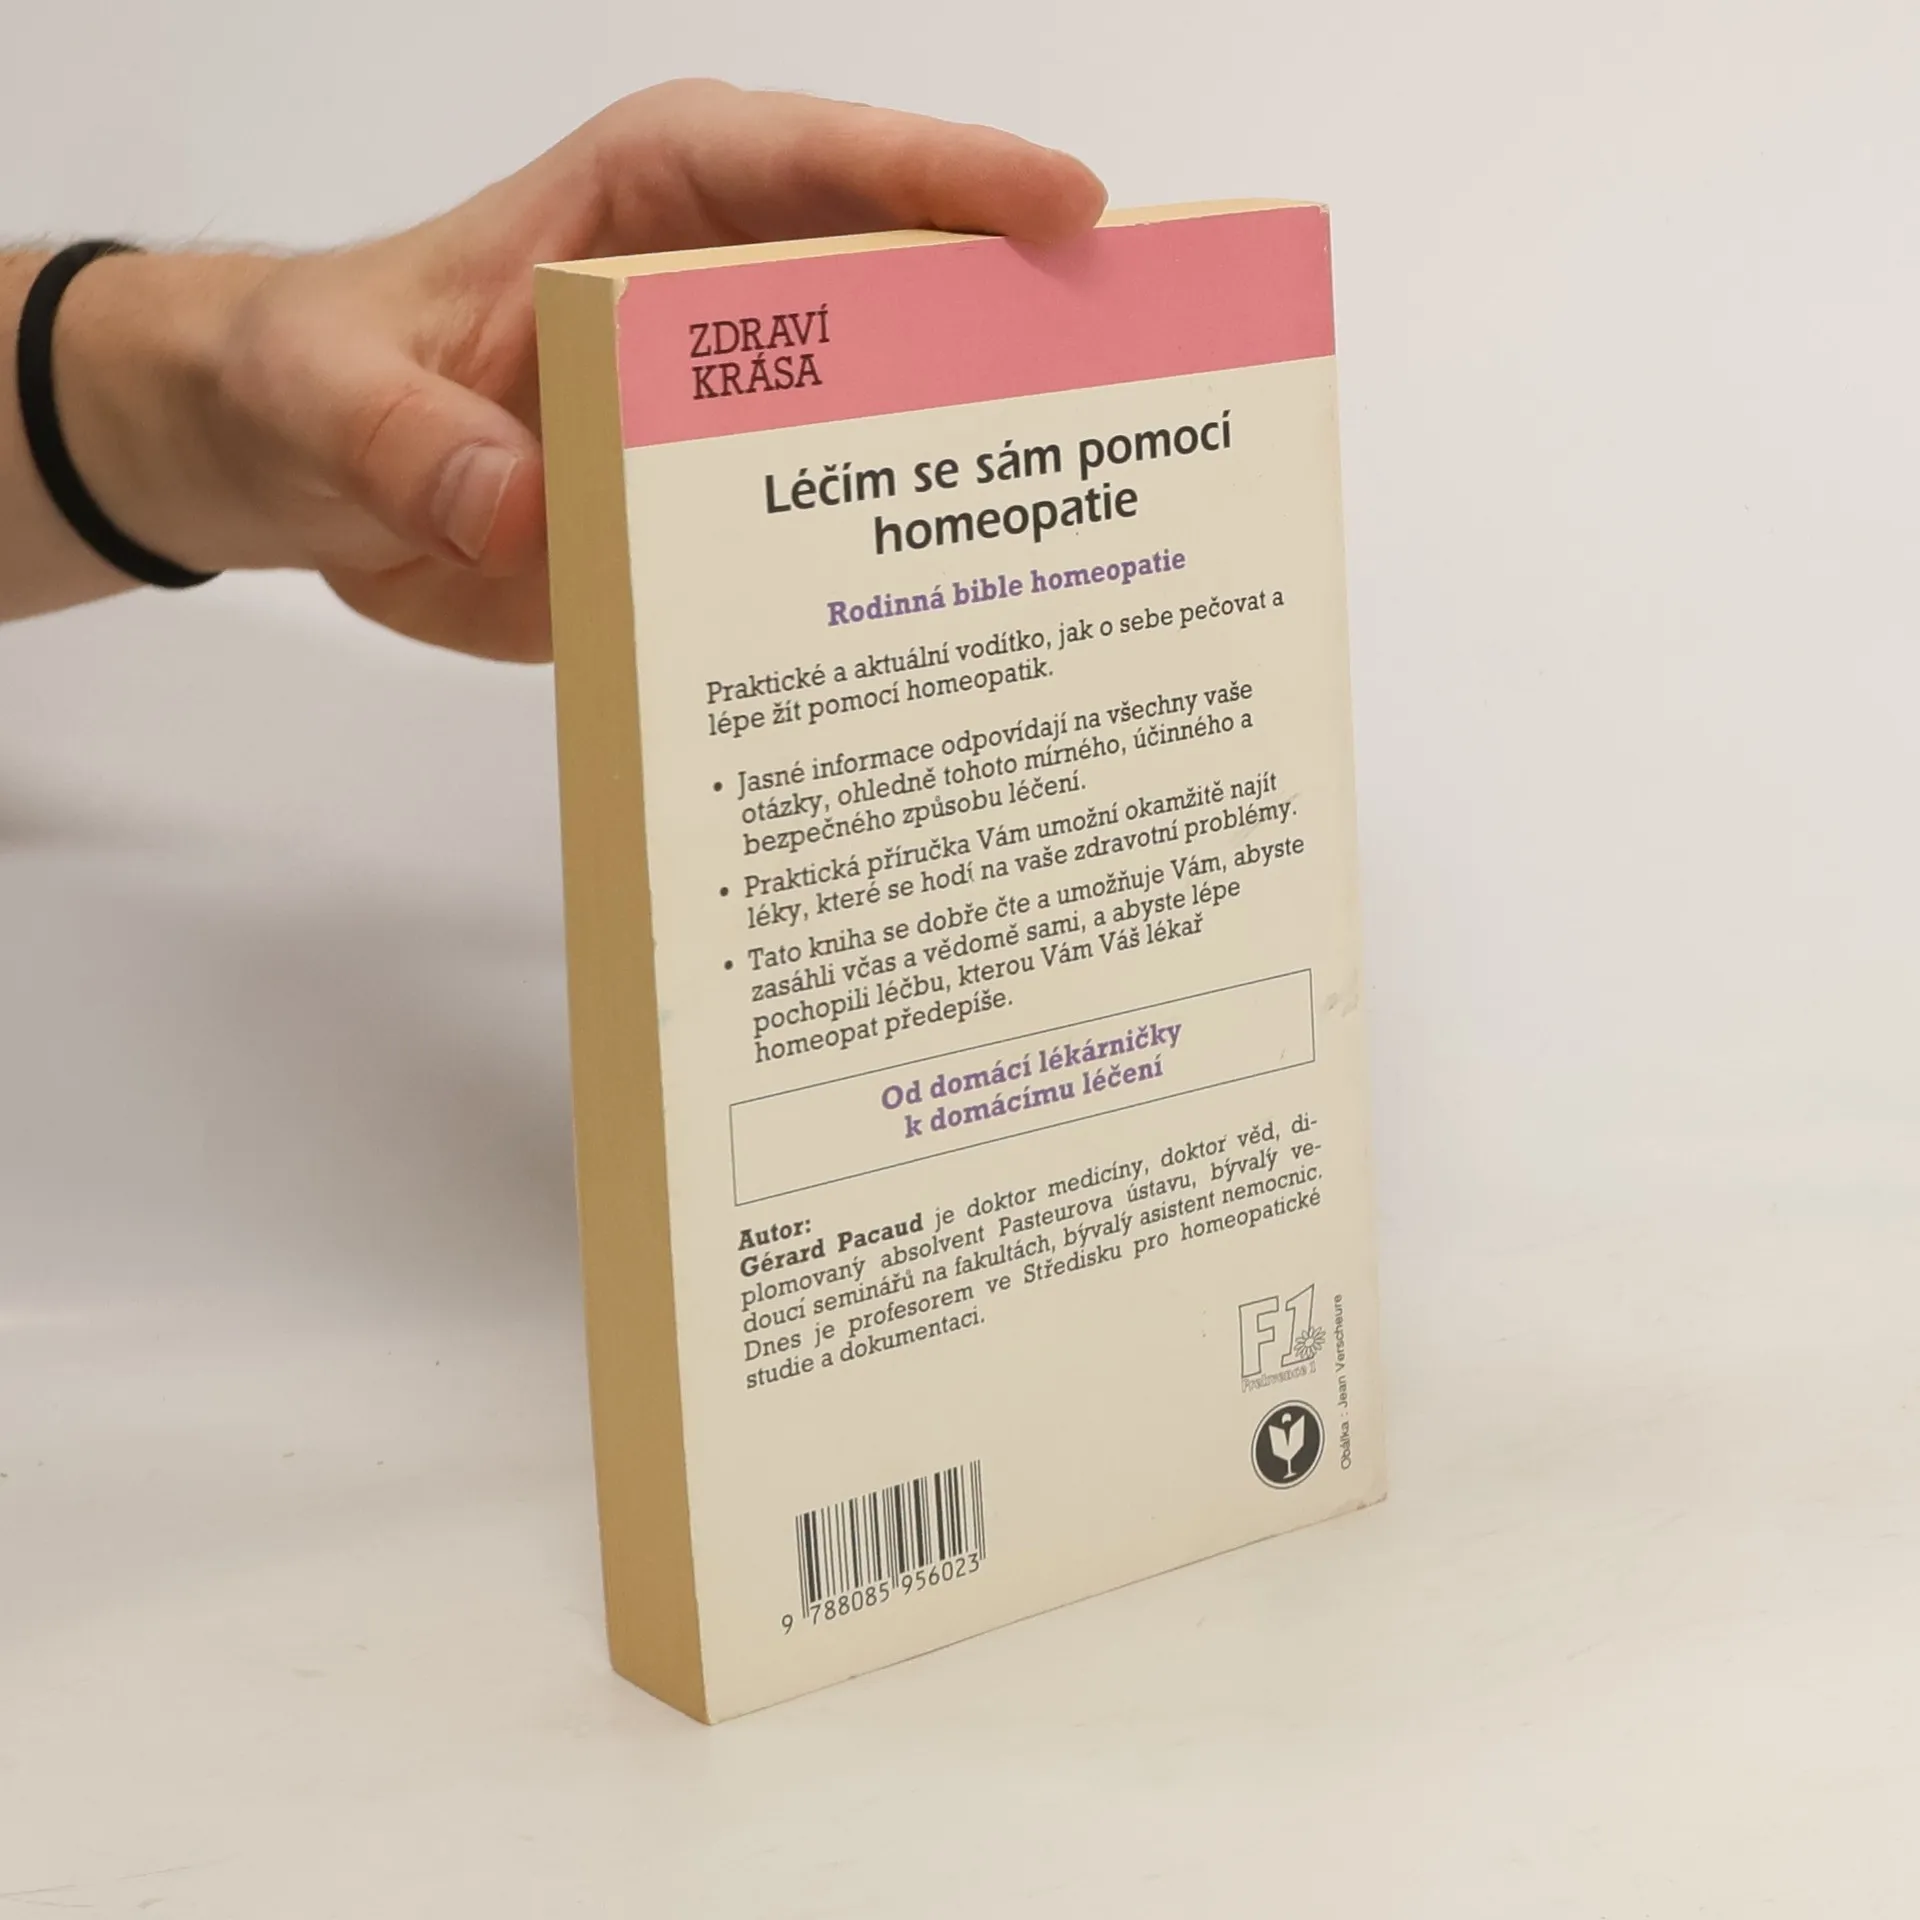 ZDRAVÍ
KRÁSA
Léčím se sám pomocí
homeopatie
Rodinná bible homeopatie
Praktické a aktuální vodítko, jak o sebe pečovat a
lépe žít pomocí homeopatik.
• Jasné informace odpovídají na všechny vaše
otázky, ohledně tohoto mírného, účinného a
bezpečného způsobu léčení.
• Praktická příručka Vám umožní okamžitě najít
léky, které se hodí na vaše zdravotní problémy.
• Tato kniha se dobře čte a umožňuje Vám, abyste
zasáhli včas a vědomě sami, a abyste lépe
pochopili léčbu, kterou Vám Váš lékař
homeopat předepíše.
Od domácí lékárničky
k domácímu léčení
Autor:
Gérard Pacaud je doktor medicíny, doktor věd, di-
plomovaný absolvent Pasteurova ústavu, bývalý ve-
doucí seminářů na fakultách, bývalý asistent nemocnic.
Dnes je profesorem ve Středisku pro homeopatické
studie a dokumentaci.
F1
Frekvence 1
Obálka : Jean Verscheure
9 788085 956023